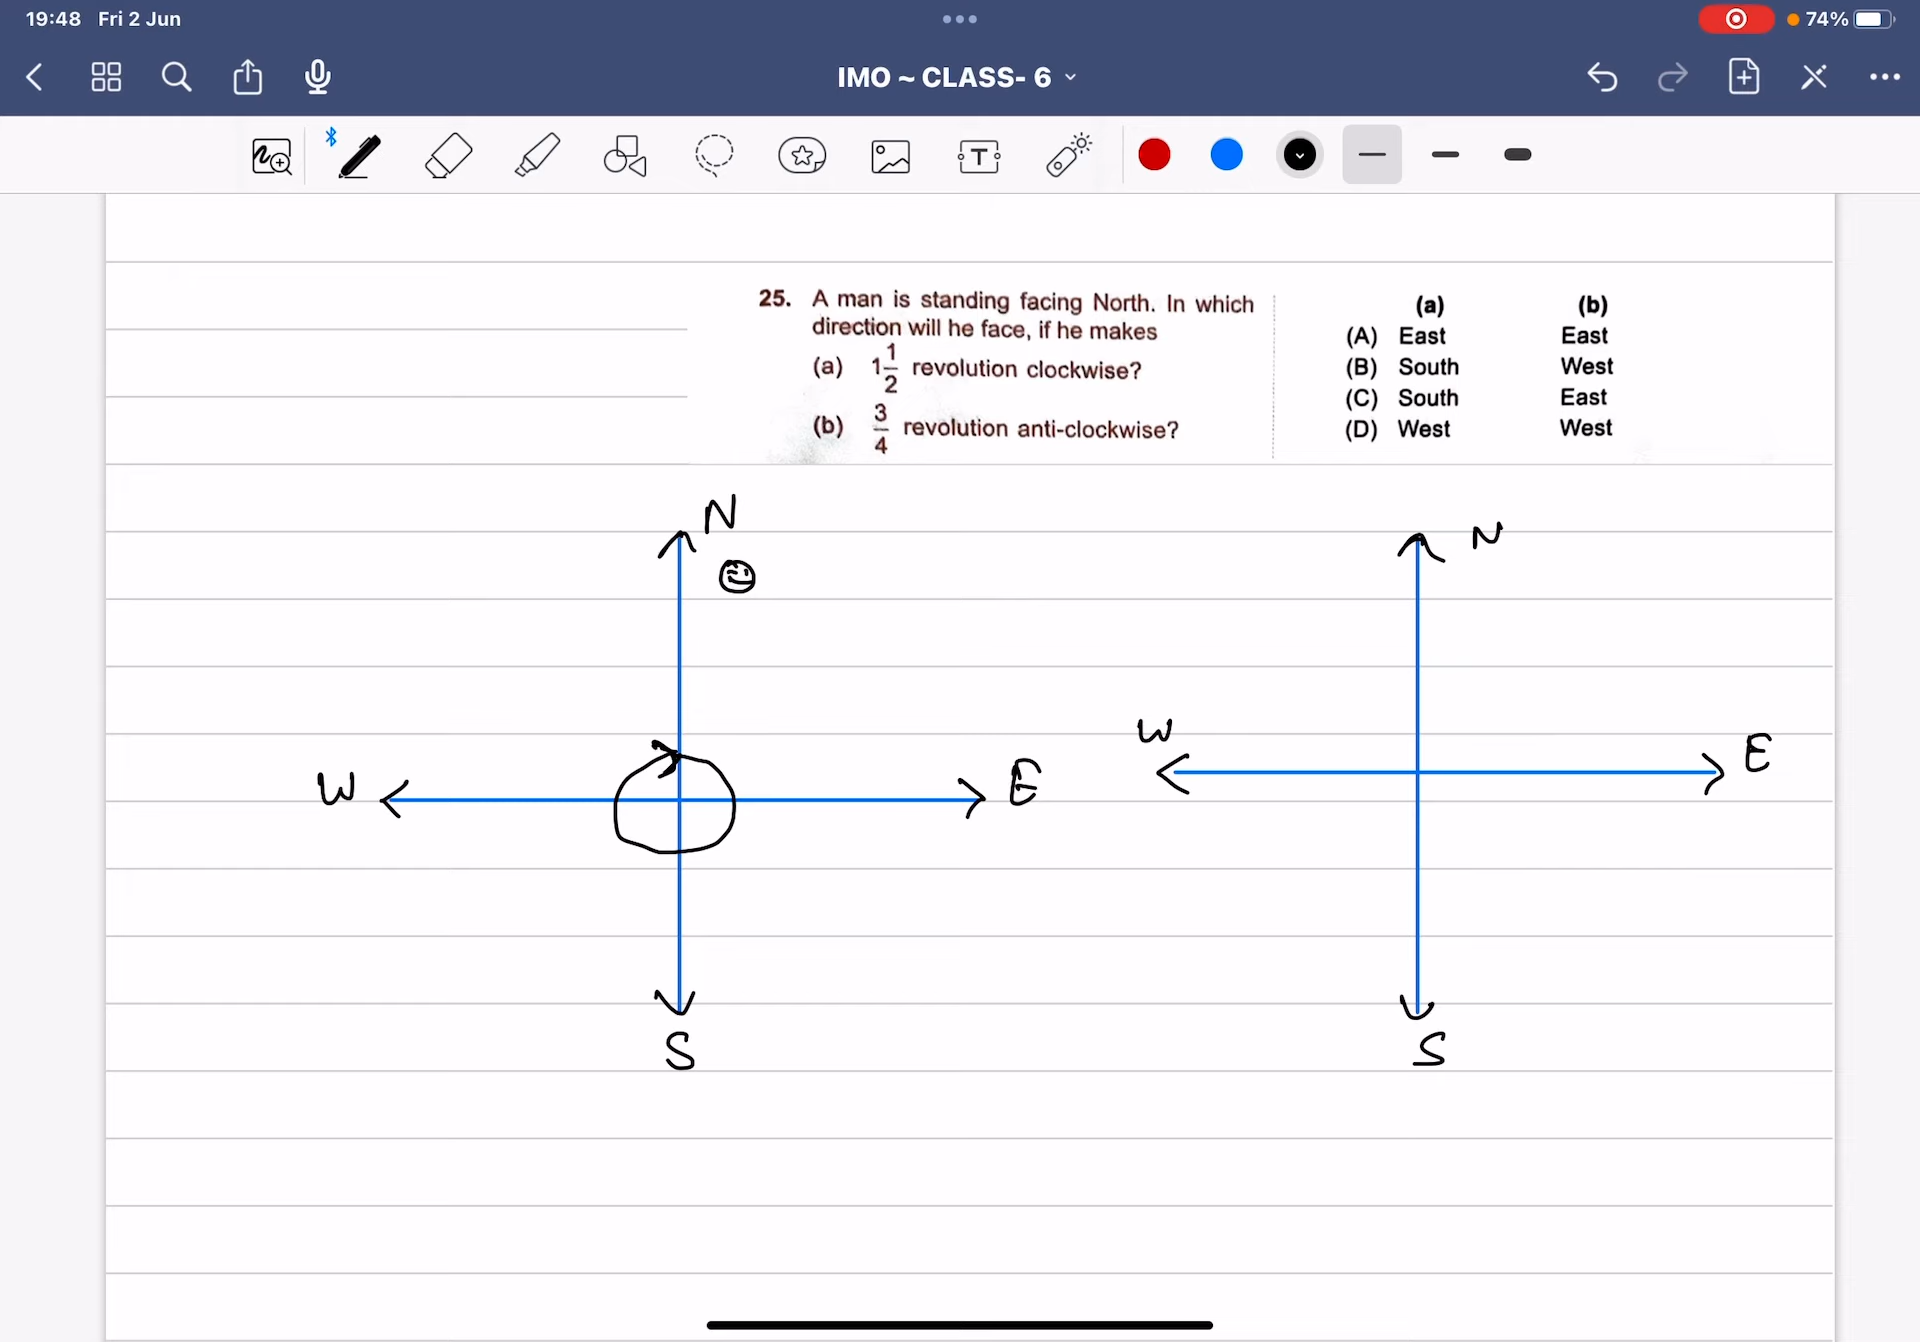 19:48 Fri 2 Jun
74%
IMO ~ CLASS- 6
T
25. A man is standing facing North. In which
direction will he face, if he makes
(a) 1 1/2 revolution clockwise?
(b) 3/4 revolution anti-clockwise?
(a) (b)
(A) East East
(B) South West
(C) South East
(D) West West
N
W
E
S
N
W
E
S